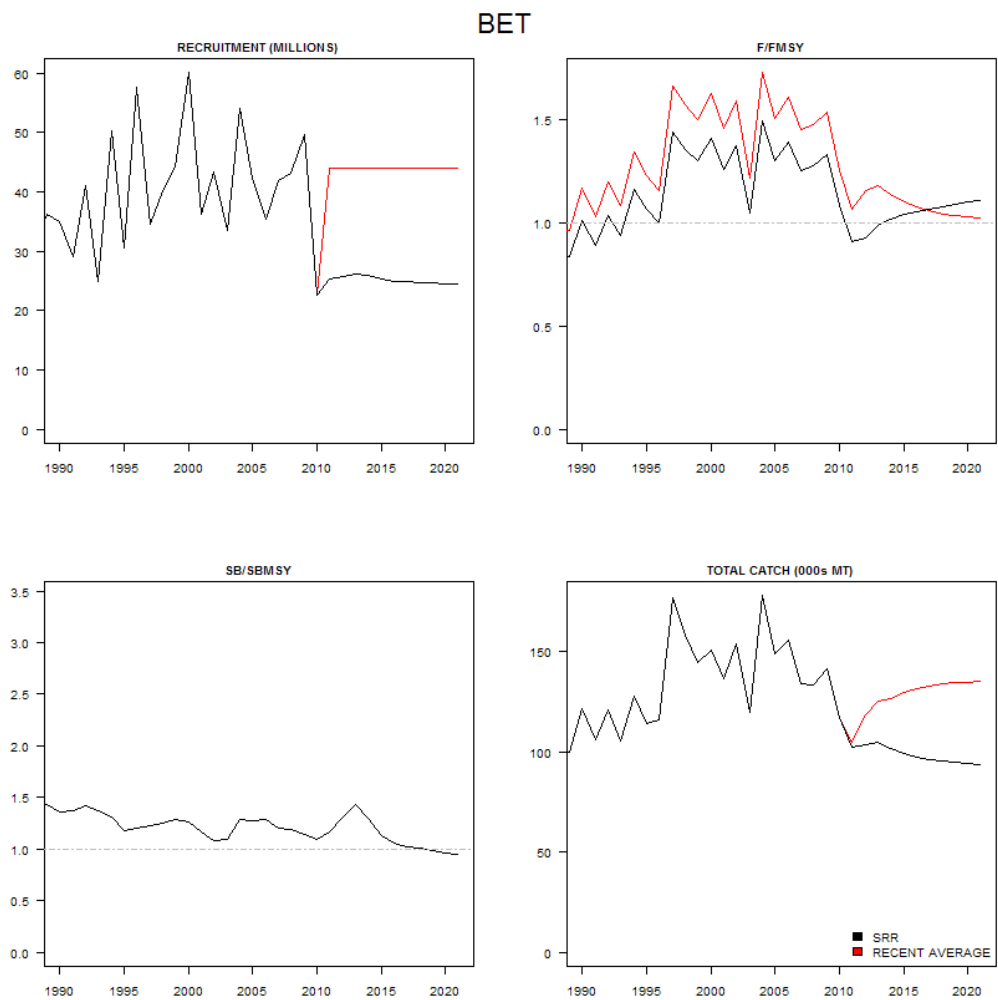 BET
RECRUITMENT (MILLIONS)
60
50
40
30
20
10
0
1990 1995 2000 2005 2010 2015 2020
F/FMSY
1.5
1.0
0.5
0.0
1990 1995 2000 2005 2010 2015 2020
SB/SBMSY
3.5
3.0
2.5
2.0
1.5
1.0
0.5
0.0
1990 1995 2000 2005 2010 2015 2020
TOTAL CATCH (000s MT)
150
100
50
0
SRR
RECENT AVERAGE
1990 1995 2000 2005 2010 2015 2020